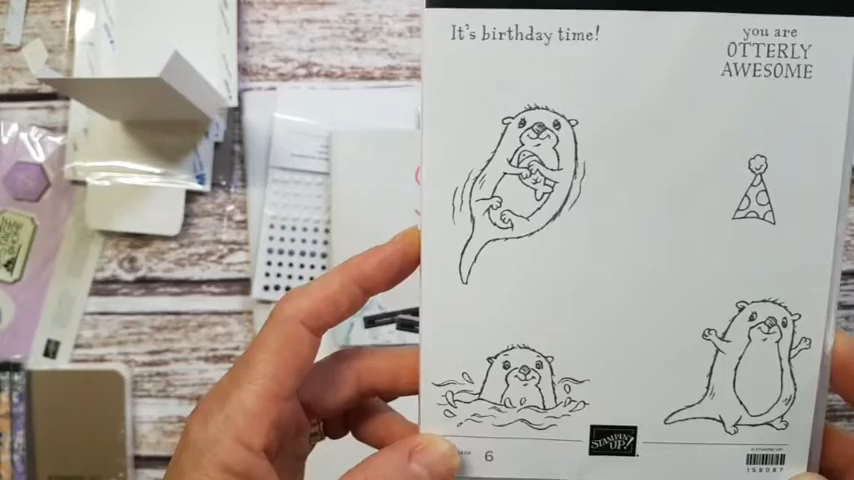 It's birthday time!
you are
OTTERLY
AWESOME
6
STAMPIN' UP!
158087